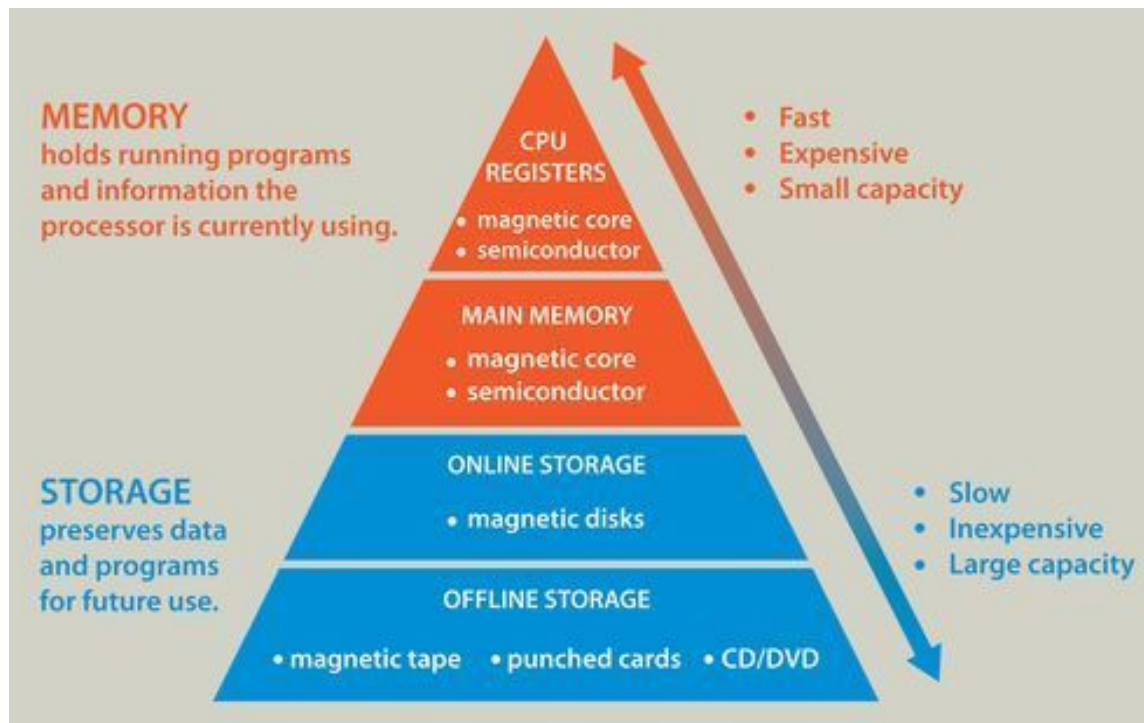 MEMORY
holds running programs
and information the
processor is currently using.
CPU
REGISTERS
• magnetic core
• semiconductor
• Fast
• Expensive
• Small capacity
MAIN MEMORY
• magnetic core
• semiconductor
STORAGE
preserves data
and programs
for future use.
ONLINE STORAGE
• magnetic disks
• Slow
• Inexpensive
• Large capacity
OFFLINE STORAGE
• magnetic tape • punched cards • CD/DVD